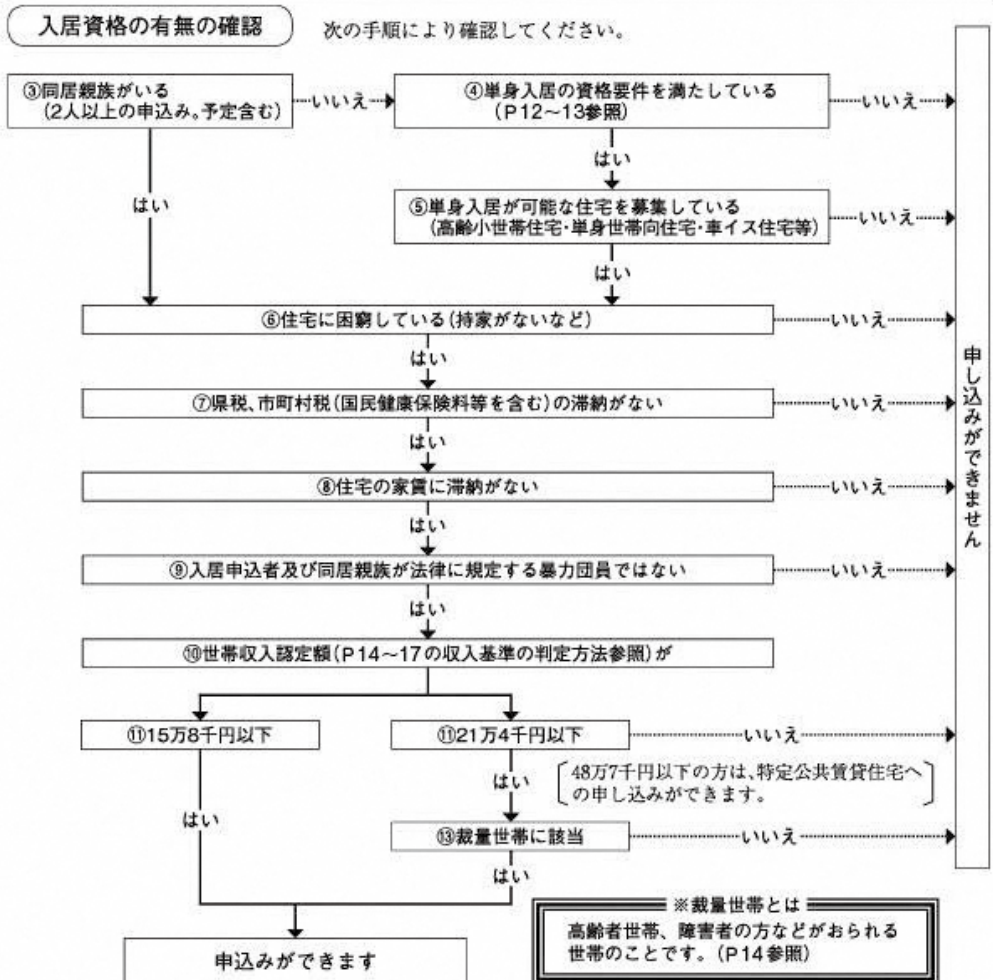 入居資格の有無の確認
次の手順により確認してください。
③同居親族がいる
(2人以上の申込み。予定含む)
いいえ
④単身入居の資格要件を満たしている
(P12～13参照)
いいえ
はい
はい
⑤単身入居が可能な住宅を募集している
(高齢小世帯住宅・単身世帯向住宅・車イス住宅等)
いいえ
はい
⑥住宅に困窮している(持家がないなど)
いいえ
はい
⑦県税、市町村税(国民健康保険料等を含む)の滞納がない
いいえ
はい
⑧住宅の家賃に滞納がない
いいえ
はい
⑨入居申込者及び同居親族が法律に規定する暴力団員ではない
いいえ
はい
⑩世帯収入認定額(P14～17の収入基準の判定方法参照)が
⑪15万8千円以下
⑪21万4千円以下
いいえ
はい
48万7千円以下の方は、特定公共賃貸住宅へ
の申し込みができます。
はい
⑬裁量世帯に該当
いいえ
はい
申込みができます
※裁量世帯とは
高齢者世帯、障害者の方などがおられる
世帯のことです。(P14参照)
申し込みができません